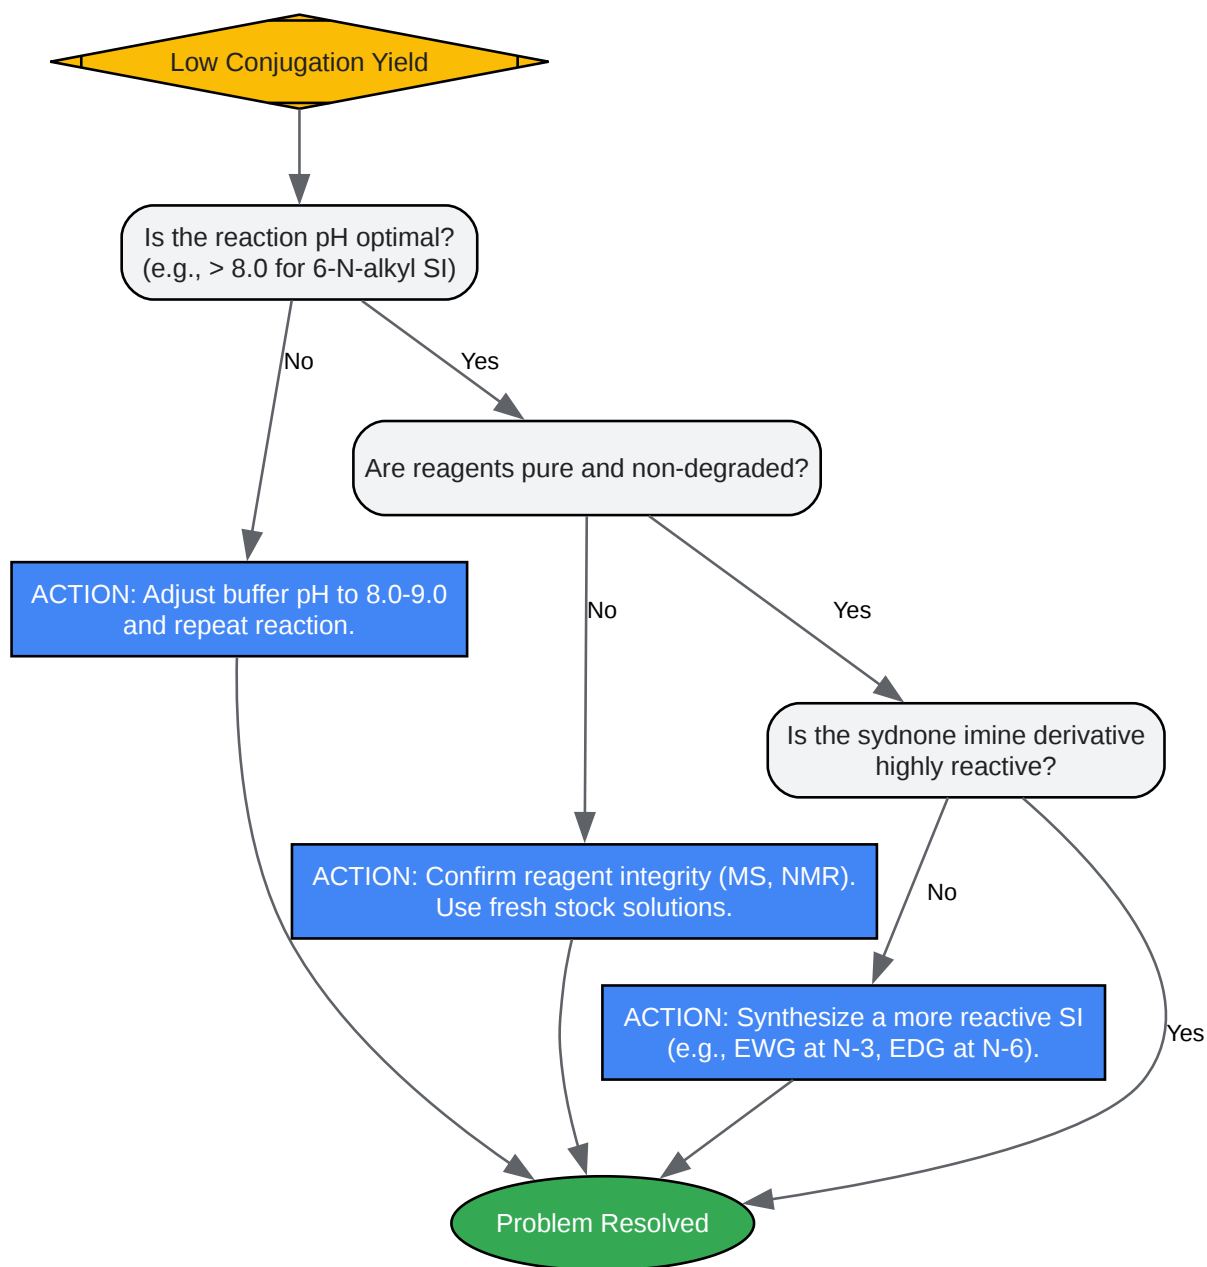 Low Conjugation Yield
Is the reaction pH optimal?
(e.g., > 8.0 for 6-N-alkyl SI)
No
Yes
Are reagents pure and non-degraded?
ACTION: Adjust buffer pH to 8.0-9.0
and repeat reaction.
No
Yes
Is the sydnone imine derivative
highly reactive?
ACTION: Confirm reagent integrity (MS, NMR).
Use fresh stock solutions.
No
ACTION: Synthesize a more reactive SI
(e.g., EWG at N-3, EDG at N-6).
Yes
Problem Resolved